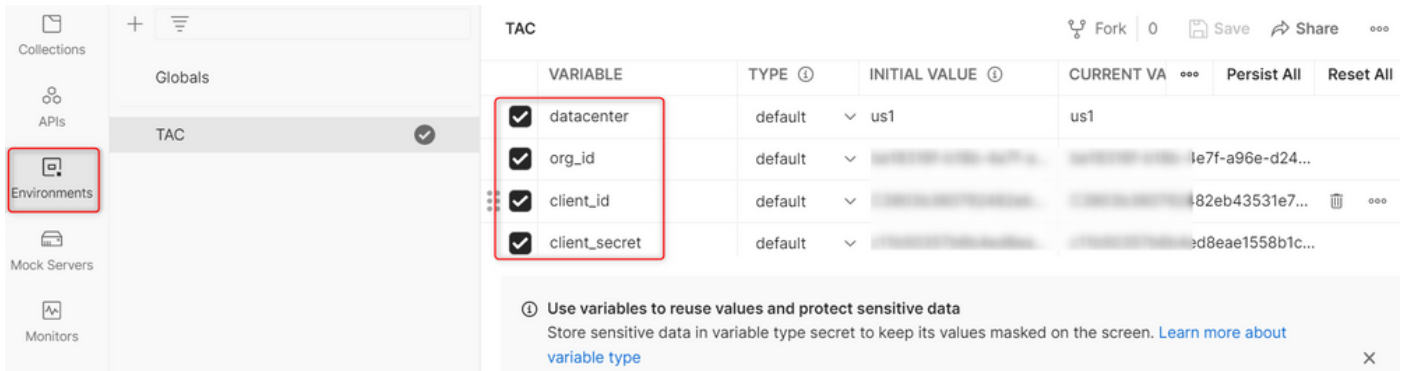 Collections
APIs
Environments
Mock Servers
Monitors
Globals
TAC
TAC
Fork 0 Save Share
VARIABLE TYPE INITIAL VALUE CURRENT VA Persist All Reset All
datacenter default us1 us1
org_id default 4e7f-a96e-d24...
client_id default 482eb43531e7...
client_secret default ed8eae1558b1c...
Use variables to reuse values and protect sensitive data
Store sensitive data in variable type secret to keep its values masked on the screen. Learn more about
variable type